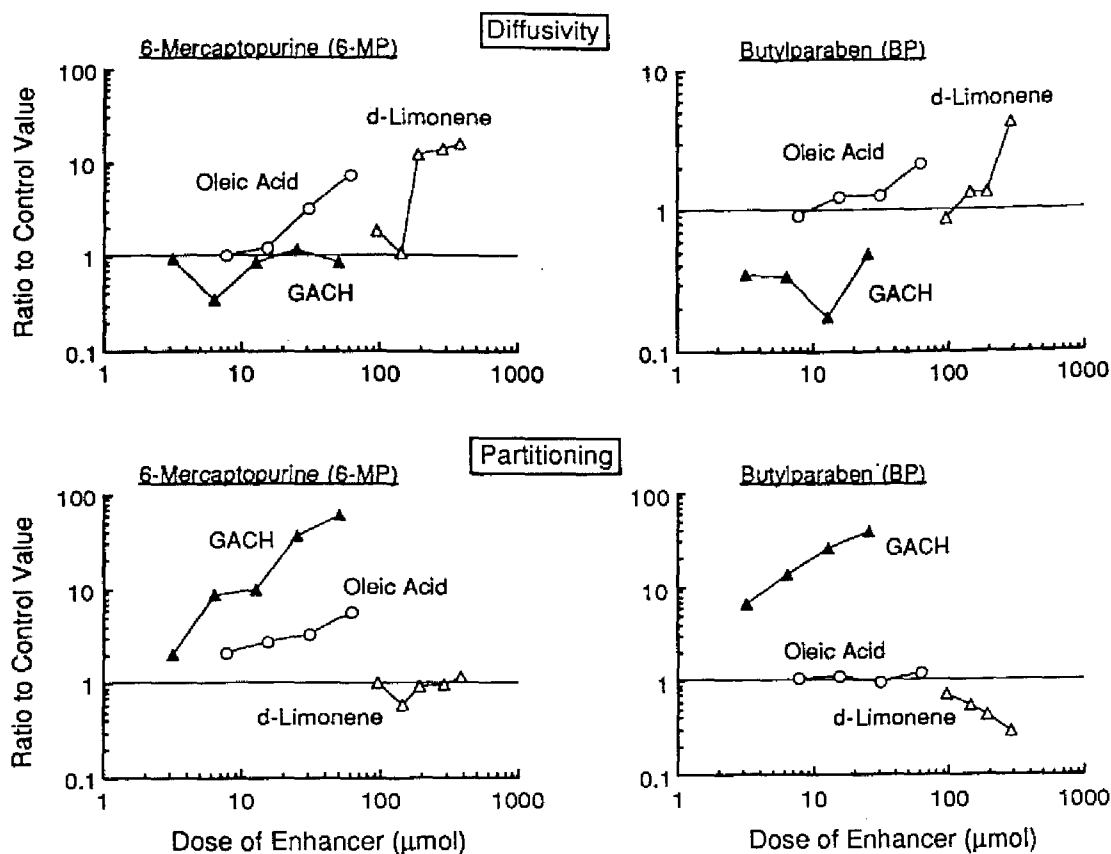 Diffusivity
6-Mercaptopurine (6-MP)
Butylparaben (BP)
Ratio to Control Value
100
10
1
0.1
d-Limonene
Oleic Acid
GACH
1
10
100
1000
10
1
0.1
d-Limonene
Oleic Acid
GACH
1
10
100
1000
Partitioning
6-Mercaptopurine (6-MP)
Butylparaben (BP)
Ratio to Control Value
100
10
1
0.1
GACH
Oleic Acid
d-Limonene
1
10
100
1000
Dose of Enhancer (μmol)
100
10
1
0.1
GACH
Oleic Acid
d-Limonene
1
10
100
1000
Dose of Enhancer (μmol)